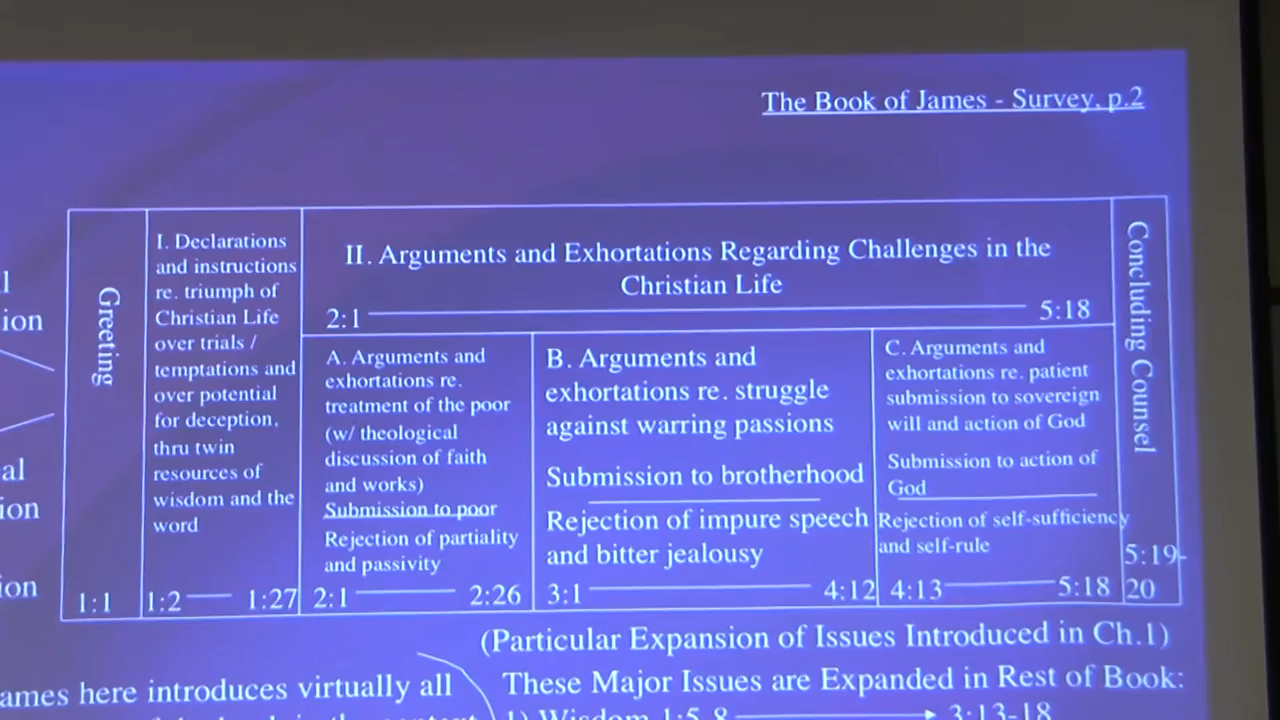 The Book of James - Survey, p.2
l
ion
al
ion
ion
Greeting
1:1
I. Declarations
and instructions
re. triumph of
Christian Life
over trials /
temptations and
over potential
for deception,
thru twin
resources of
wisdom and the
word
1:2 1:27
II. Arguments and Exhortations Regarding Challenges in the
Christian Life
2:1 5:18
A. Arguments and
exhortations re.
treatment of the poor
(w/ theological
discussion of faith
and works)
Submission to poor
Rejection of partiality
and passivity
2:1 2:26
B. Arguments and
exhortations re. struggle
against warring passions
Submission to brotherhood
Rejection of impure speech
and bitter jealousy
3:1 4:12
C. Arguments and
exhortations re. patient
submission to sovereign
will and action of God
Submission to action of
God
Rejection of self-sufficiency
and self-rule
4:13 5:18
Concluding Counsel
5:19-
20
(Particular Expansion of Issues Introduced in Ch.1)
ames here introduces virtually all
These Major Issues are Expanded in Rest of Book:
1) Wisdom 1:5-8 3:13-18